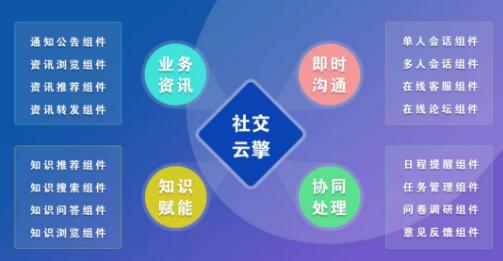 通知公告组件
资讯浏览组件
资讯推荐组件
资讯转发组件
业务
资讯
即时
沟通
单人会话组件
多人会话组件
在线客服组件
在线论坛组件
社交
云擎
知识推荐组件
知识搜索组件
知识问答组件
知识浏览组件
知识
赋能
协同
处理
日程提醒组件
任务管理组件
问卷调研组件
意见反馈组件